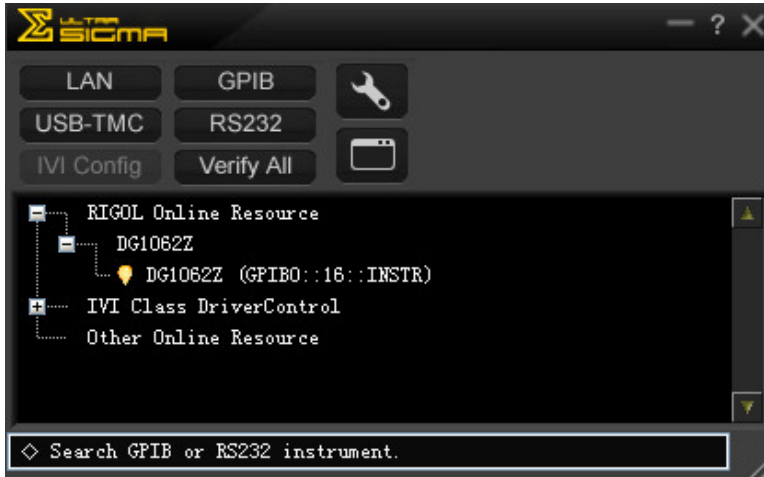 ULTRA
SIGMA
?
LAN GPIB
USB-TMC RS232
IVI Config Verify All
RIGOL Online Resource
DG1062Z
DG1062Z (GPIB0::16::INSTR)
IVI Class DriverControl
Other Online Resource
◇ Search GPIB or RS232 instrument.